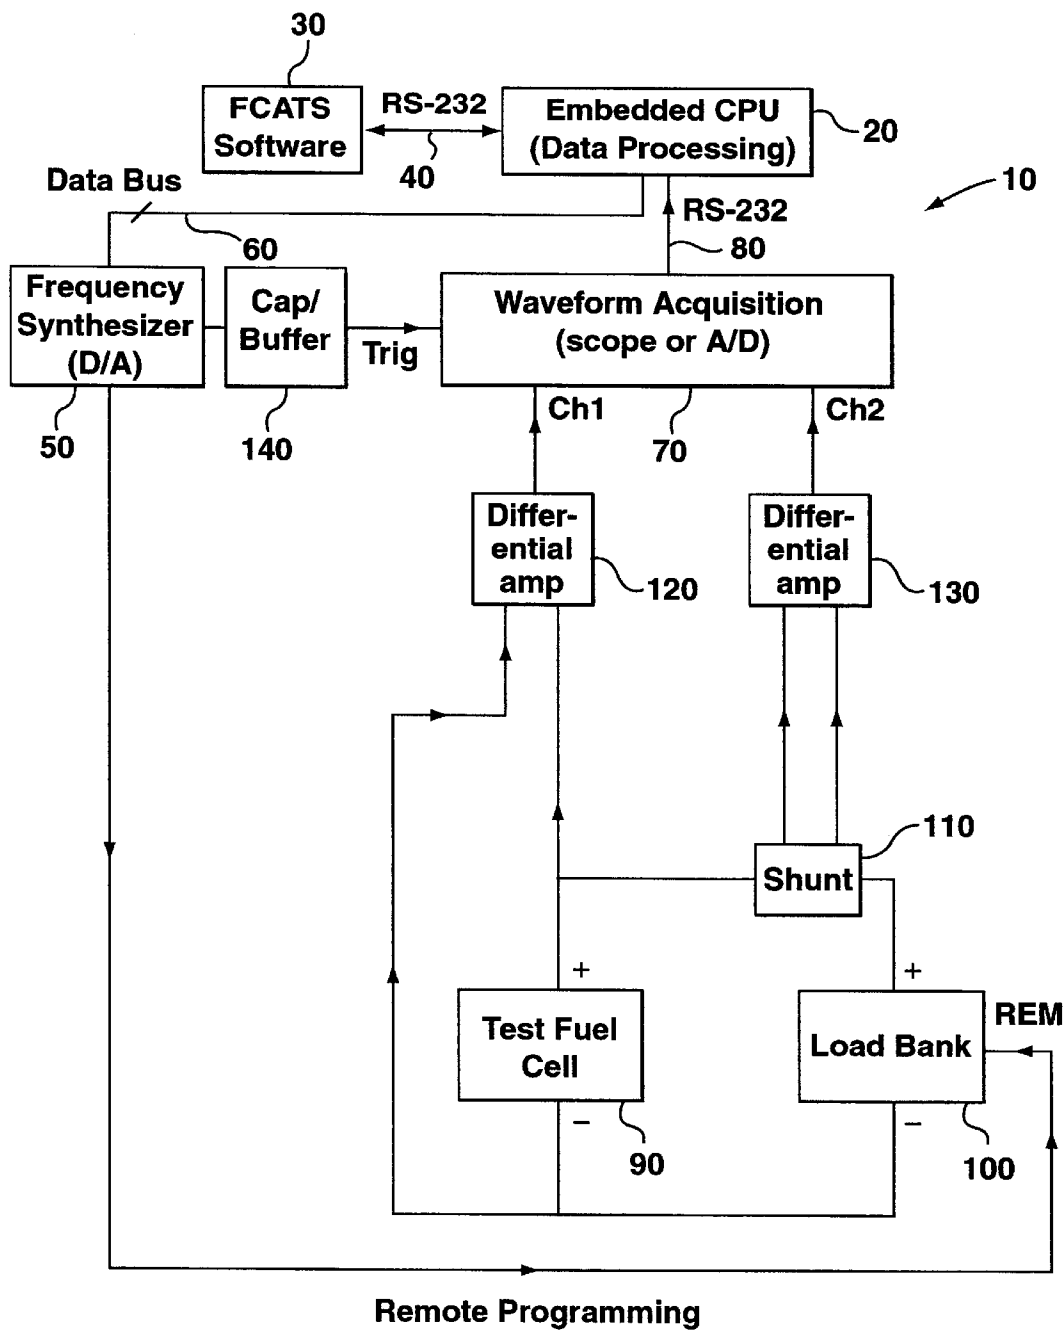 30
FCATS
Software
RS-232
40
Embedded CPU
(Data Processing)
20
10
Data Bus
60
RS-232
80
Frequency
Synthesizer
(D/A)
50
Cap/
Buffer
140
Trig
Waveform Acquisition
(scope or A/D)
70
Ch1
Ch2
Differ-
ential
amp
120
Differ-
ential
amp
130
110
Shunt
+
Test Fuel
Cell
−
90
+
Load Bank
−
100
REM
Remote Programming